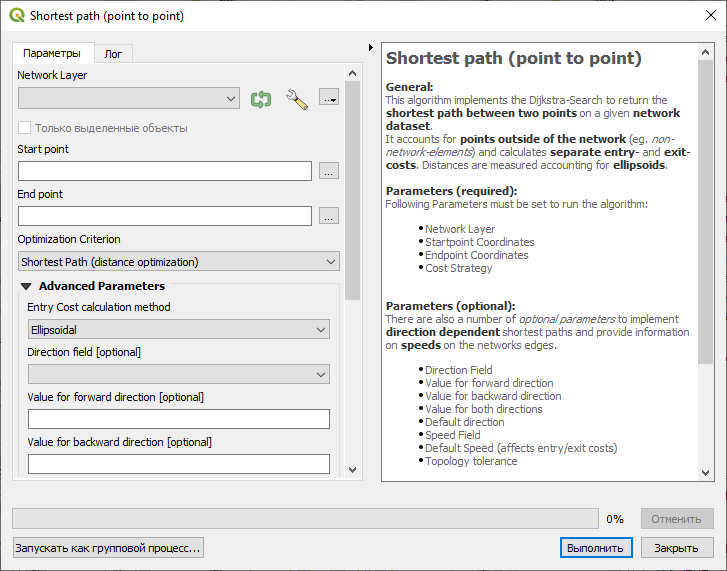 Shortest path (point to point)
Параметры
Лог
Network Layer
...
Только выделенные объекты
Start point
...
End point
...
Optimization Criterion
Shortest Path (distance optimization)
Advanced Parameters
Entry Cost calculation method
Ellipsoidal
Direction field [optional]
Value for forward direction [optional]
Value for backward direction [optional]
Shortest path (point to point)
General:
This algorithm implements the Dijkstra-Search to return the
shortest path between two points on a given network
dataset.
It accounts for points outside of the network (eg. non-
network-elements) and calculates separate entry- and exit-
costs. Distances are measured accounting for ellipsoids.
Parameters (required):
Following Parameters must be set to run the algorithm:
• Network Layer
• Startpoint Coordinates
• Endpoint Coordinates
• Cost Strategy
Parameters (optional):
There are also a number of optional parameters to implement
direction dependent shortest paths and provide information
on speeds on the networks edges.
• Direction Field
• Value for forward direction
• Value for backward direction
• Value for both directions
• Default direction
• Speed Field
• Default Speed (affects entry/exit costs)
• Topology tolerance
0%
Отменить
Запускать как групповой процесс...
Выполнить
Закрыть